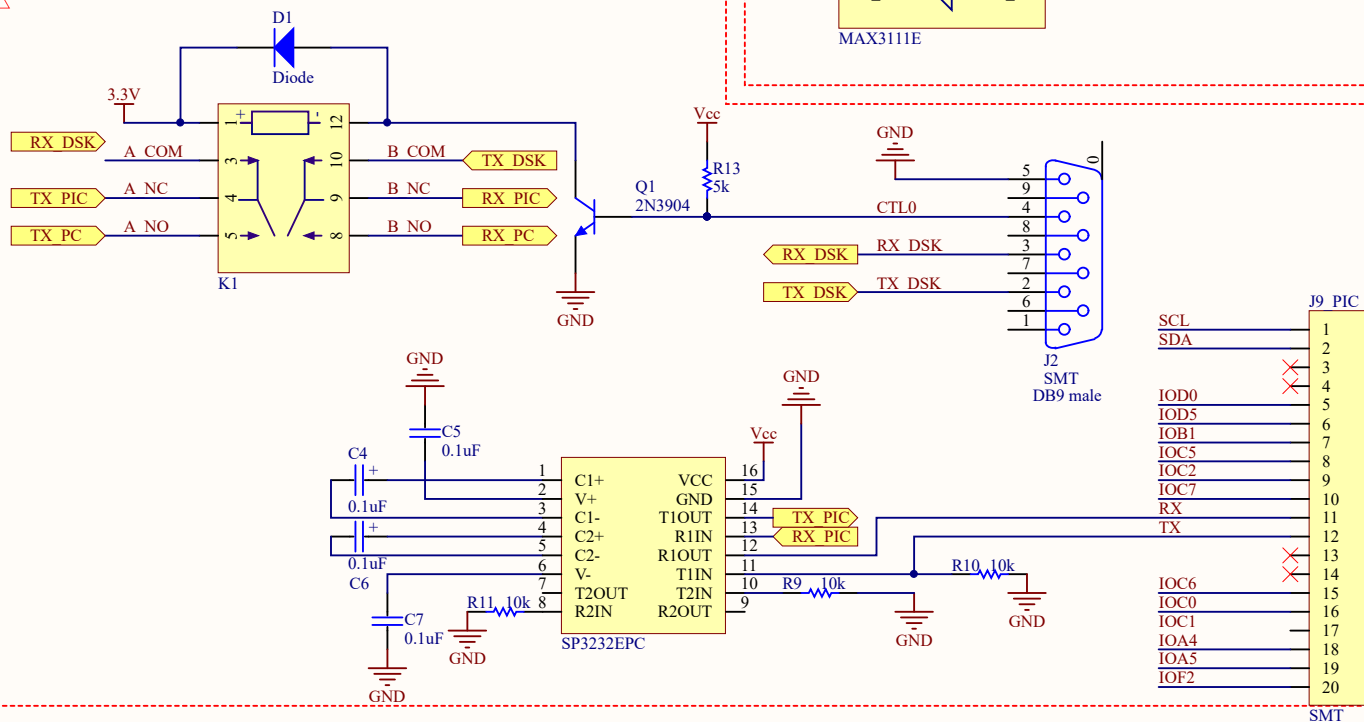 MAX3111E
D1
Diode
3.3V
1 + - 12
RX_DSK A_COM 3 10 B_COM TX_DSK
TX_PIC A_NC 4 9 B_NC RX_PIC
TX_PC A_NO 5 8 B_NO RX_PC
K1
Q1
2N3904
GND
Vcc
R13
5k
GND
0
5
9
CTL0 4
8
RX_DSK RX_DSK 3
7
TX_DSK TX_DSK 2
6
1
J2
SMT
DB9 male
GND
C5
0.1uF
C4
+
0.1uF
+
0.1uF
C6
C7
0.1uF
GND
R11 10k
GND
1 C1+ VCC 16
2 V+ GND 15
3 C1- T1OUT 14
4 C2+ R1IN 13
5 C2- R1OUT 12
6 V- T1IN 11
7 T2OUT T2IN 10
8 R2IN R2OUT 9
SP3232EPC
Vcc
GND
TX_PIC
RX_PIC
R9 10k
GND
R10 10k
GND
J9_PIC
SCL 1
SDA 2
3
4
IOD0 5
IOD5 6
IOB1 7
IOC5 8
IOC2 9
IOC7 10
RX 11
TX 12
13
14
IOC6 15
IOC0 16
IOC1 17
IOA4 18
IOA5 19
IOF2 20
SMT